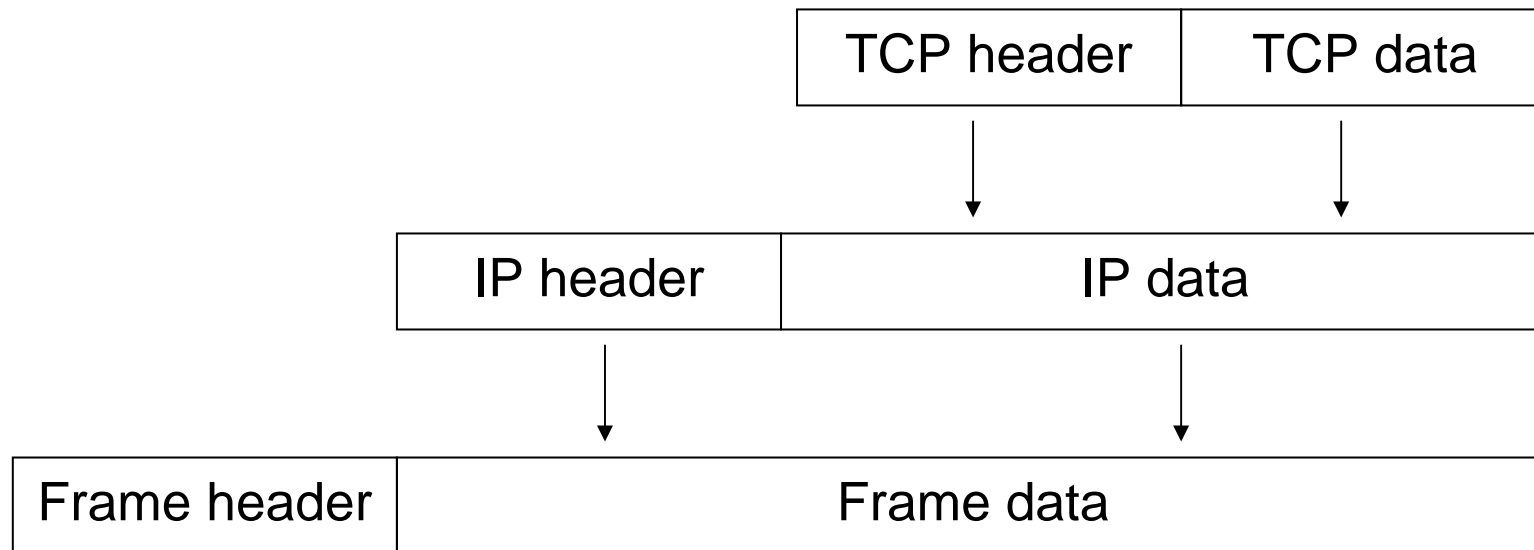 TCP header TCP data
IP header IP data
Frame header Frame data